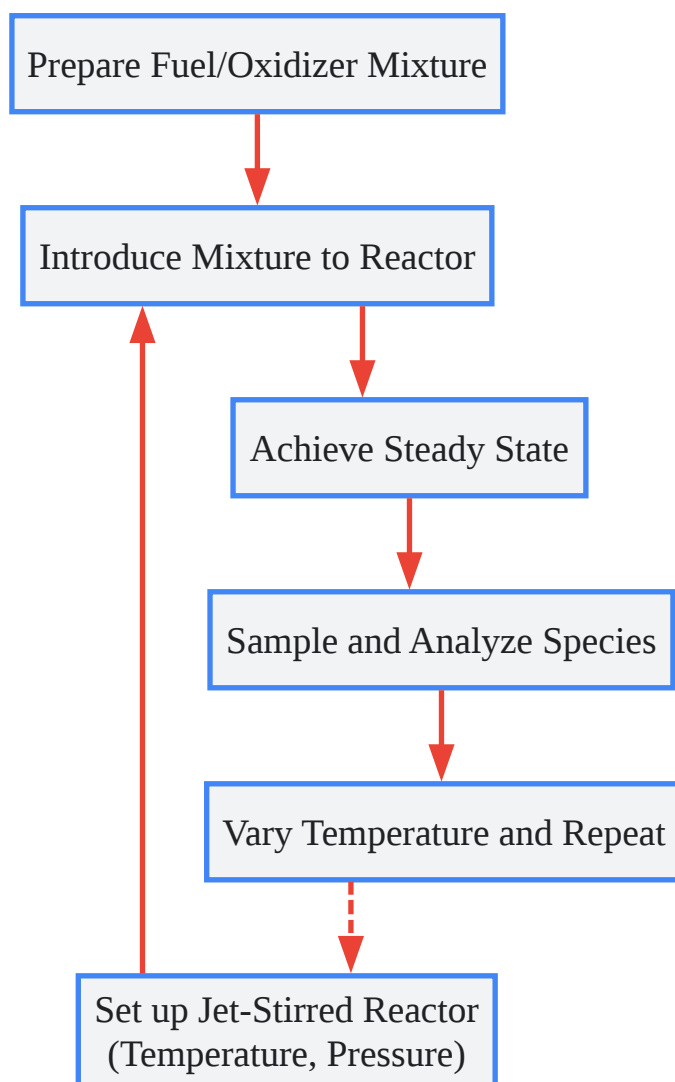 Prepare Fuel/Oxidizer Mixture
Introduce Mixture to Reactor
Achieve Steady State
Sample and Analyze Species
Vary Temperature and Repeat
Set up Jet-Stirred Reactor
(Temperature, Pressure)